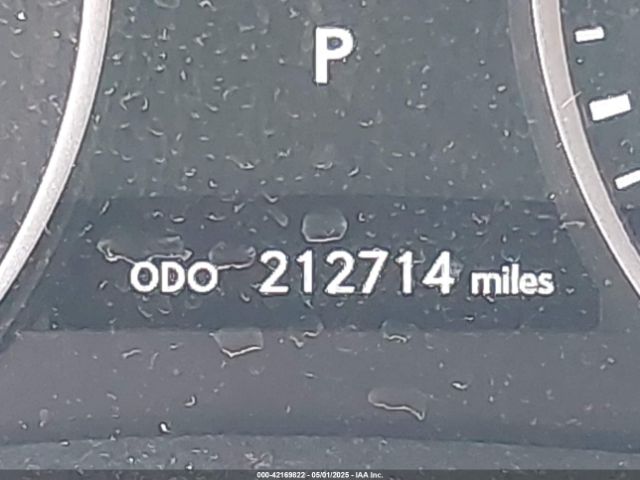 P
ODO 212714 miles
000-42169822 - 05/01/2025 - IAA Inc.